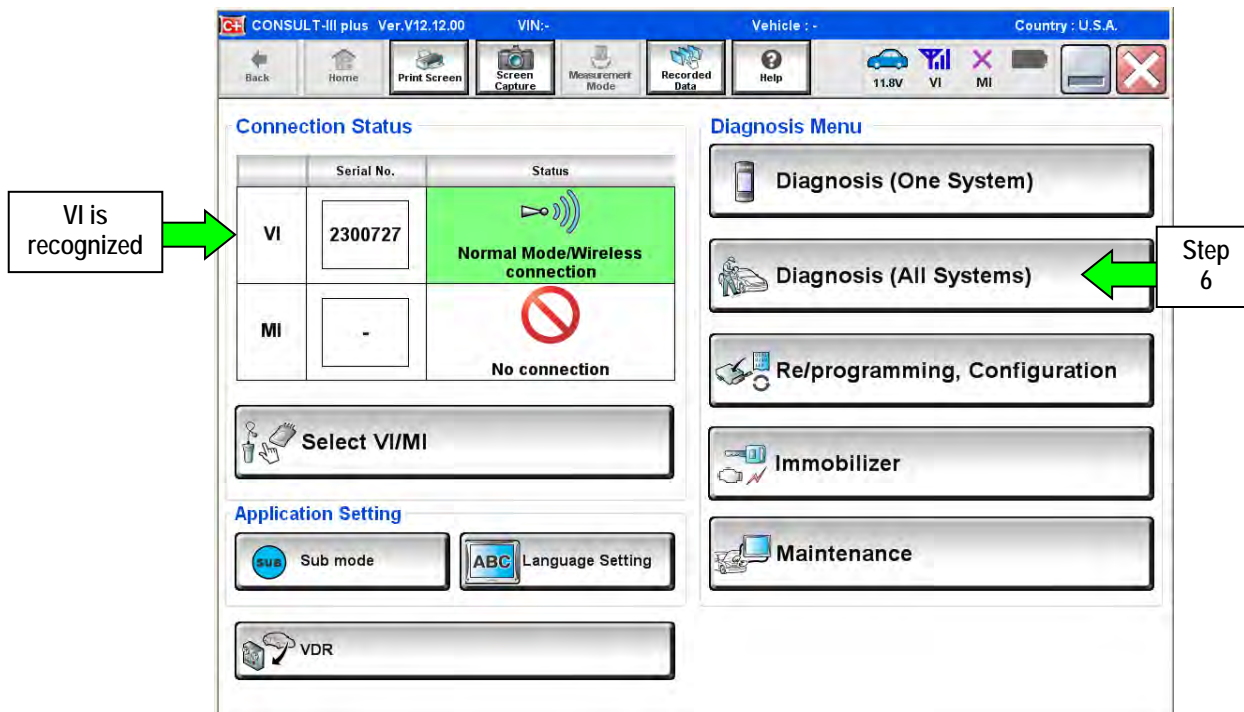 C+ CONSULT-III plus Ver.V12.12.00 VIN:- Vehicle : - Country : U.S.A.
Back
Home
Print Screen
Screen
Capture
Measurement
Mode
Recorded
Data
Help
11.8V
VI
MI
Connection Status
Serial No.
Status
VI
2300727
Normal Mode/Wireless
connection
MI
-
No connection
Select VI/MI
Application Setting
SUB
Sub mode
ABC
Language Setting
VDR
Diagnosis Menu
Diagnosis (One System)
Diagnosis (All Systems)
Re/programming, Configuration
Immobilizer
Maintenance
VI is
recognized
Step
6